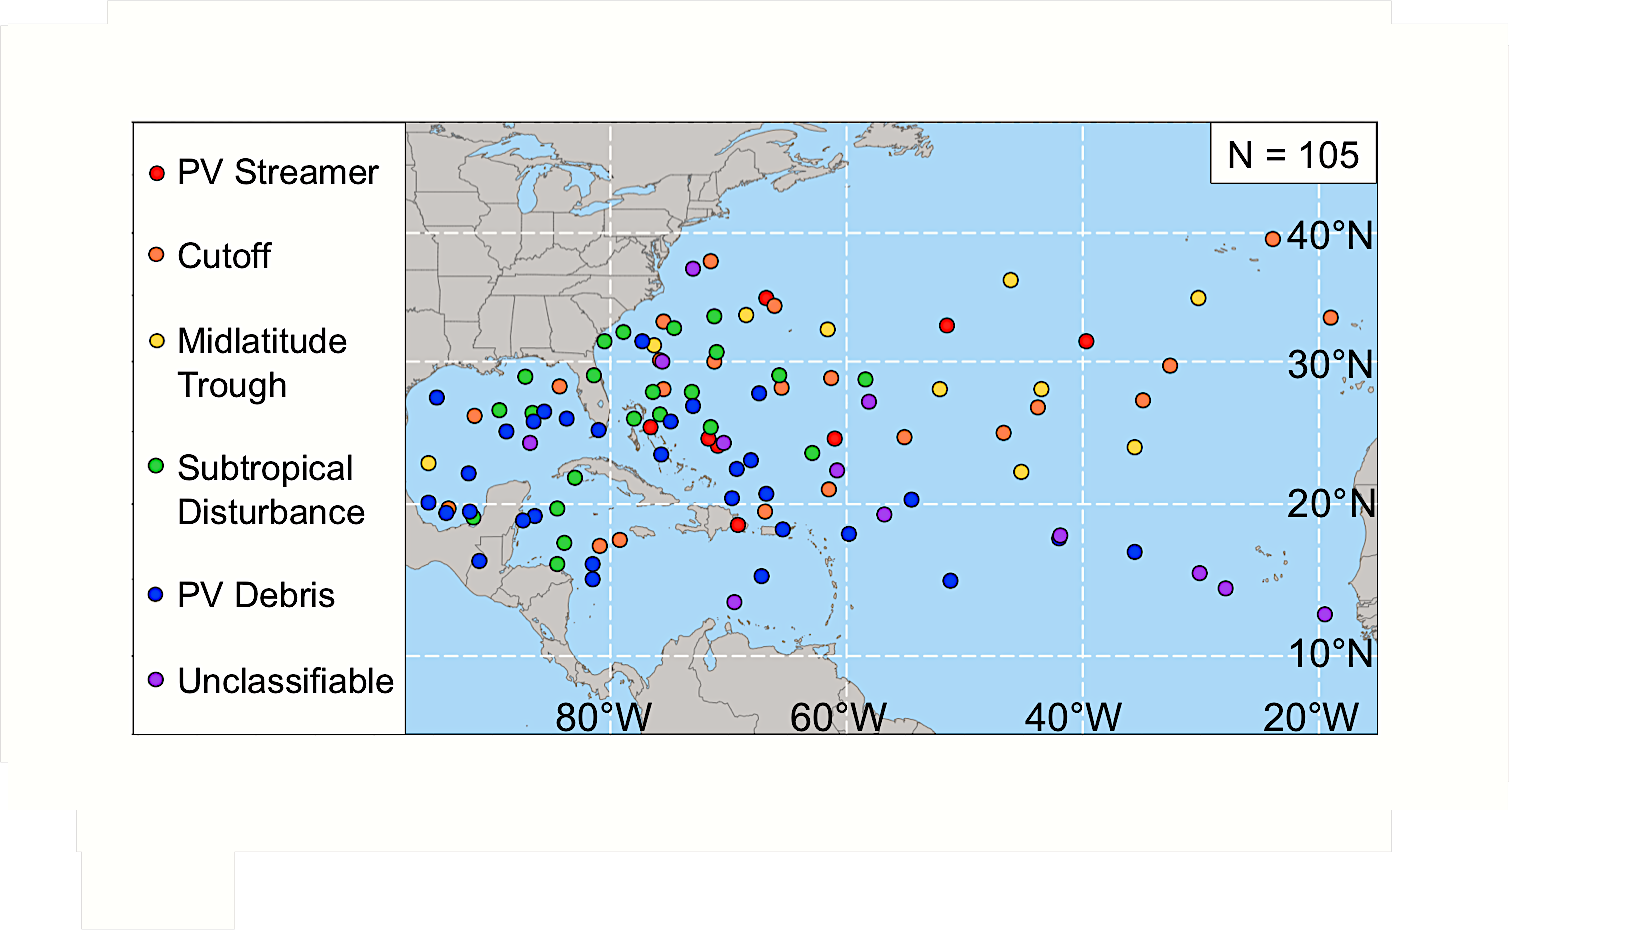 PV Streamer
Cutoff
Midlatitude
Trough
Subtropical
Disturbance
PV Debris
Unclassifiable
N = 105
40°N
30°N
20°N
10°N
80°W
60°W
40°W
20°W